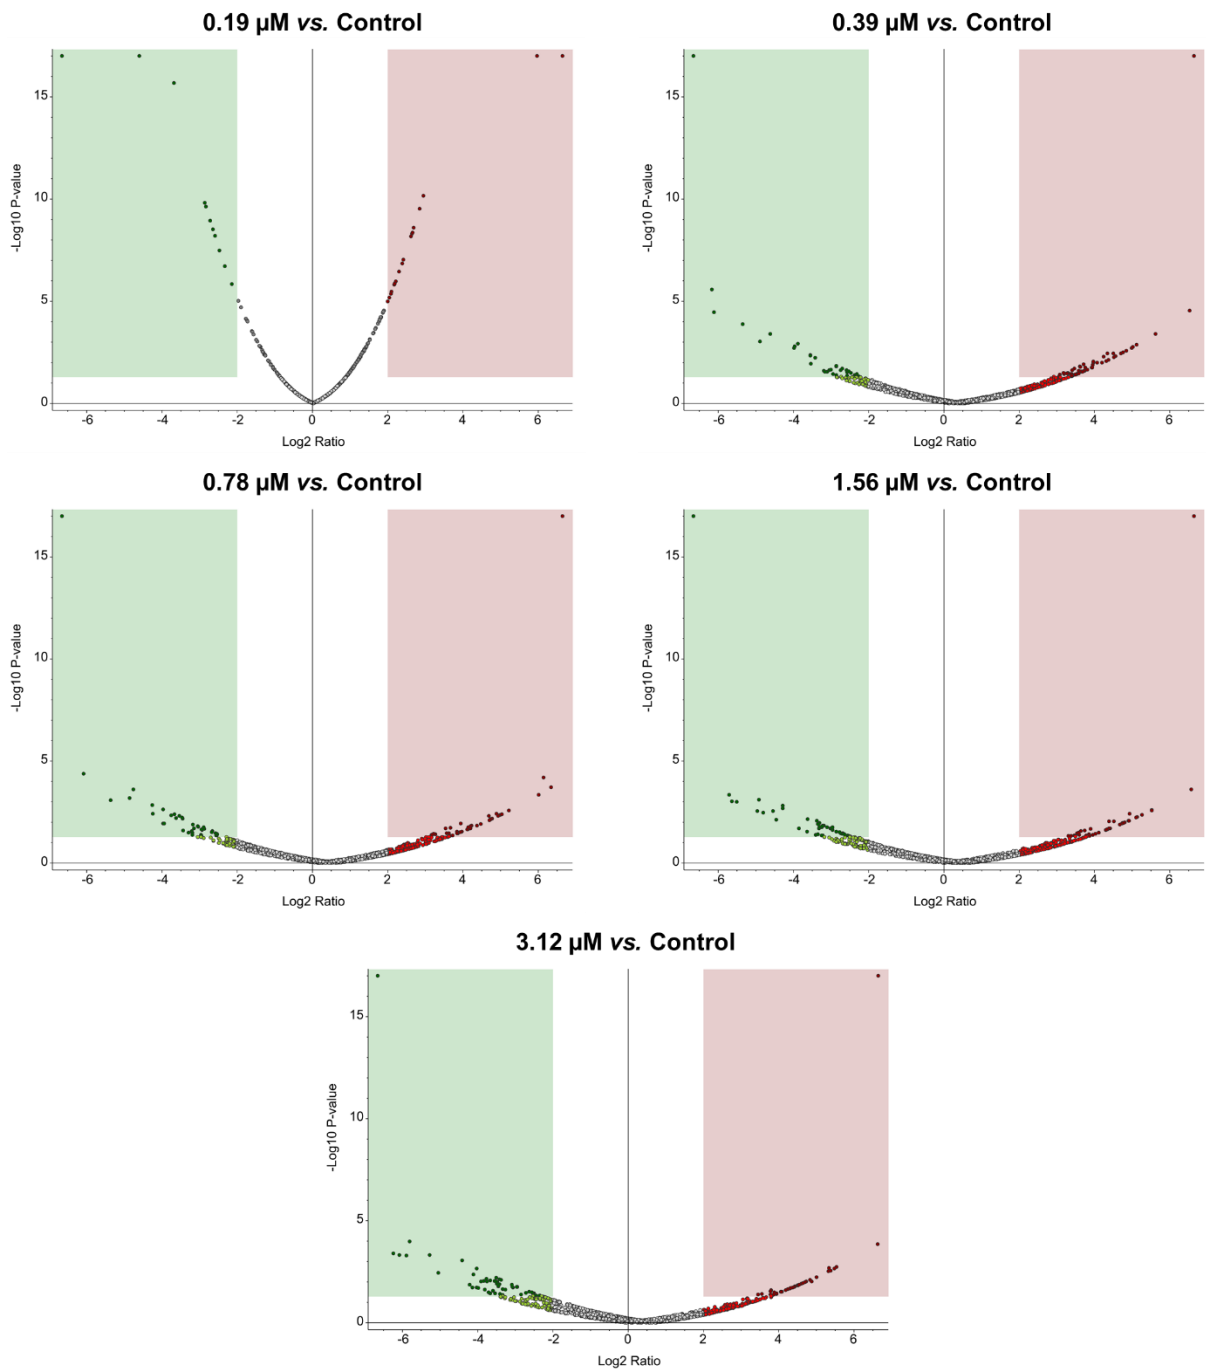 0.19 µM vs. Control
0.39 µM vs. Control
15
10
5
0
-Log10 P-value
-6 -4 -2 0 2 4 6
Log2 Ratio
15
10
5
0
-Log10 P-value
-6 -4 -2 0 2 4 6
Log2 Ratio
0.78 µM vs. Control
1.56 µM vs. Control
15
10
5
0
-Log10 P-value
-6 -4 -2 0 2 4 6
Log2 Ratio
15
10
5
0
-Log10 P-value
-6 -4 -2 0 2 4 6
Log2 Ratio
3.12 µM vs. Control
15
10
5
0
-Log10 P-value
-6 -4 -2 0 2 4 6
Log2 Ratio